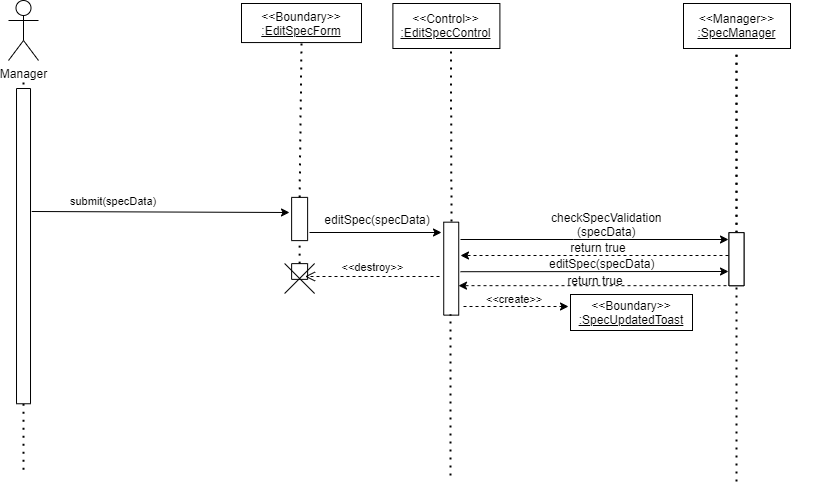 <<Boundary>>
:EditSpecForm
<<Control>>
:EditSpecControl
<<Manager>>
:SpecManager
Manager
submit(specData)
editSpec(specData)
checkSpecValidation
(specData)
return true
editSpec(specData)
<<destroy>>
return true
<<create>>
<<Boundary>>
:SpecUpdatedToast